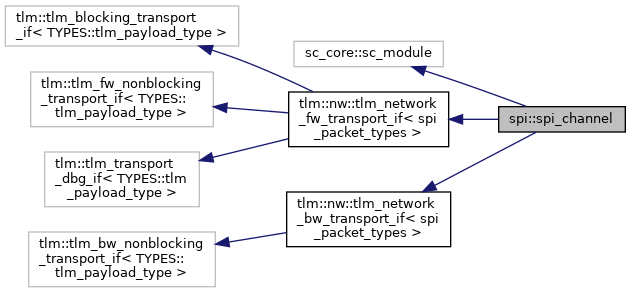 tlm::tlm_blocking_transport
_if< TYPES::tlm_payload_type >
sc_core::sc_module
tlm::tlm_fw_nonblocking
_transport_if< TYPES::
tlm_payload_type >
tlm::nw::tlm_network
_fw_transport_if< spi
_packet_types >
spi::spi_channel
tlm::tlm_transport
_dbg_if< TYPES::tlm
_payload_type >
tlm::nw::tlm_network
_bw_transport_if< spi
_packet_types >
tlm::tlm_bw_nonblocking
_transport_if< TYPES::
tlm_payload_type >